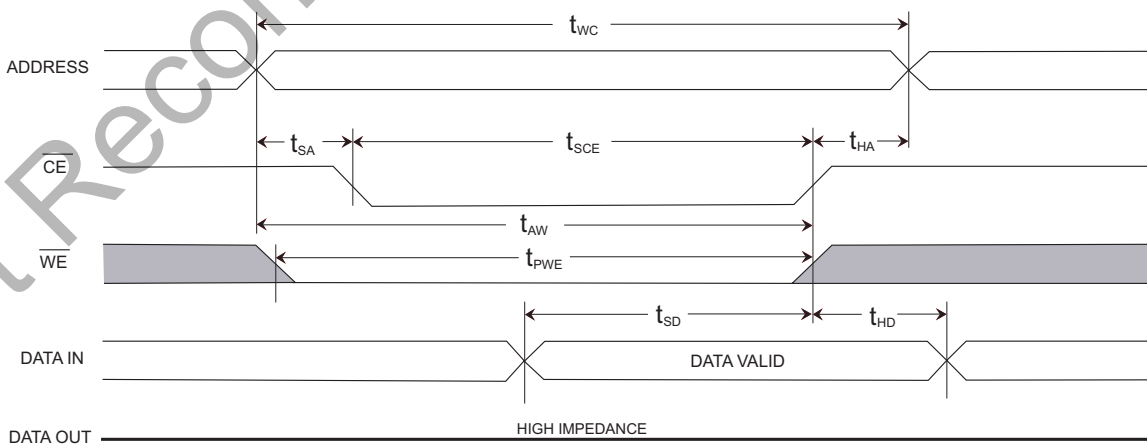 t Recom
tWC
ADDRESS
tSA
tSCE
tHA
CE
tAW
WE
tPWE
tSD
tHD
DATA IN
DATA VALID
DATA OUT
HIGH IMPEDANCE